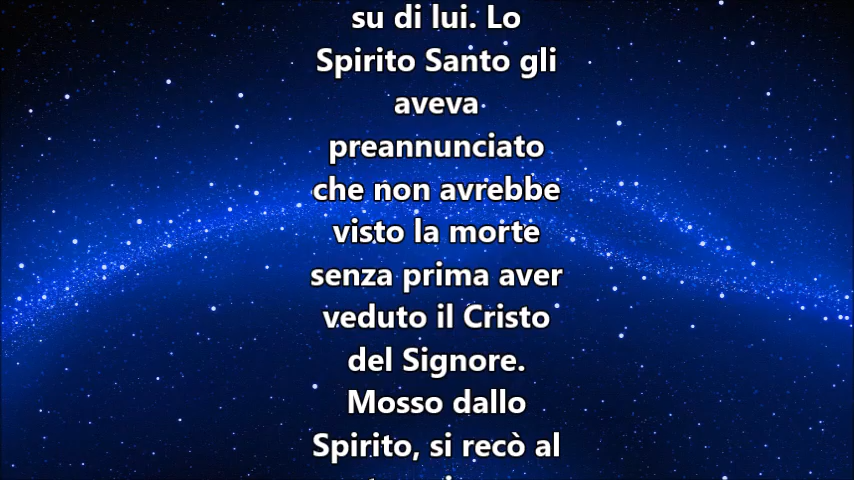 su di lui. Lo
Spirito Santo gli
aveva
preannunciato
che non avrebbe
visto la morte
senza prima aver
veduto il Cristo
del Signore.
Mosso dallo
Spirito, si recò al